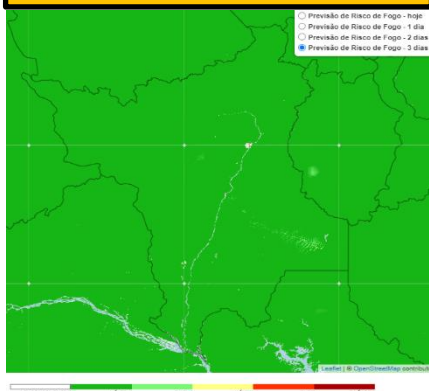 Previsão de Risco de Fogo - hoje
Previsão de Risco de Fogo - 1 dia
Previsão de Risco de Fogo - 2 dias
Previsão de Risco de Fogo - 3 dias
Leaflet | © OpenStreetMap contribut